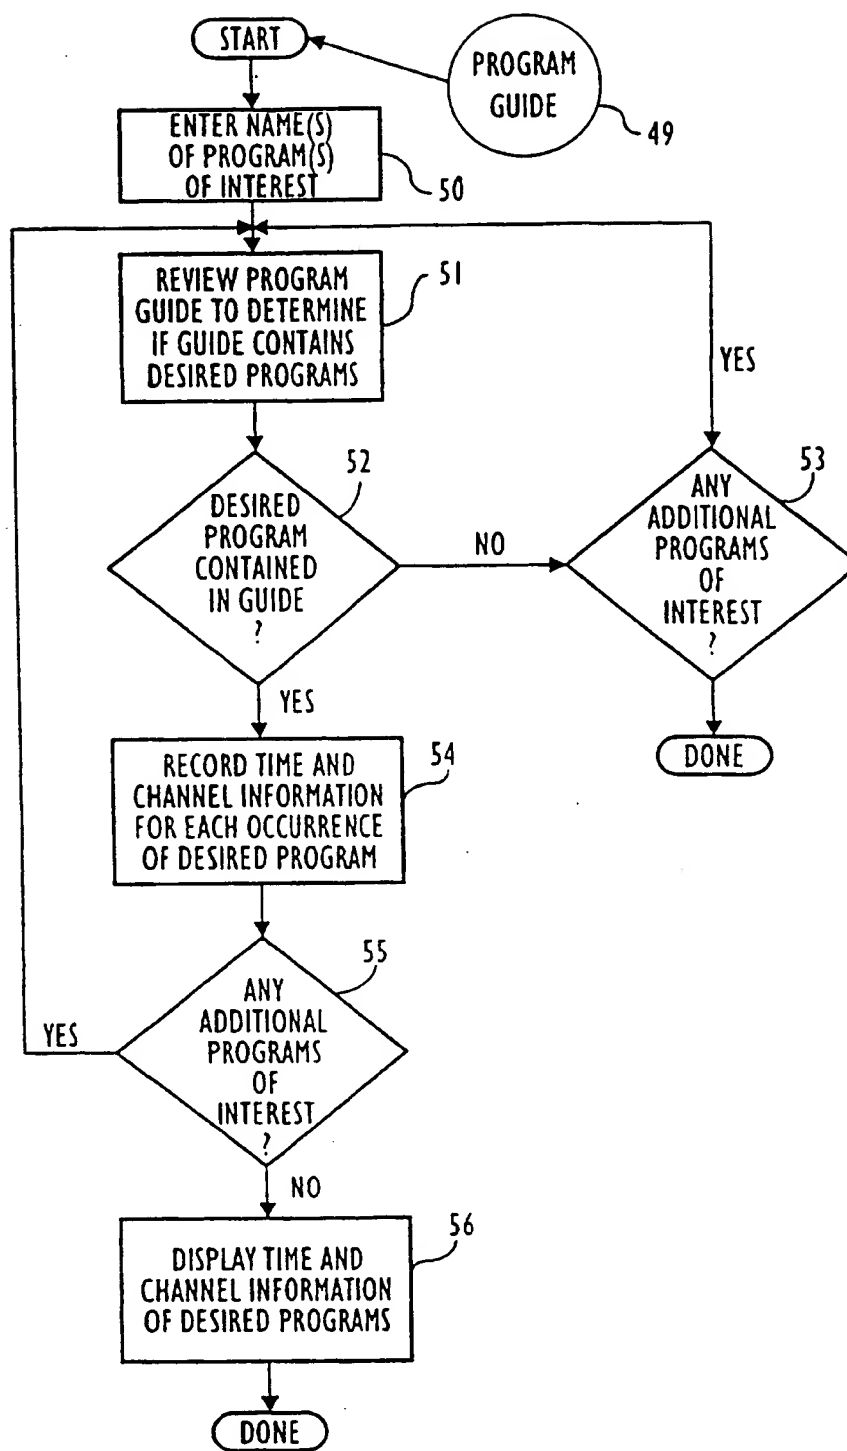 START
PROGRAM
GUIDE
49
ENTER NAME(S)
OF PROGRAM(S)
OF INTEREST
50
REVIEW PROGRAM
GUIDE TO DETERMINE
IF GUIDE CONTAINS
DESIRED PROGRAMS
51
YES
52
DESIRED
PROGRAM
CONTAINED
IN GUIDE
?
NO
53
ANY
ADDITIONAL
PROGRAMS
OF
INTEREST
?
YES
DONE
RECORD TIME AND
CHANNEL INFORMATION
FOR EACH OCCURRENCE
OF DESIRED PROGRAM
54
55
ANY
ADDITIONAL
PROGRAMS
OF
INTEREST
?
YES
NO
DISPLAY TIME AND
CHANNEL INFORMATION
OF DESIRED PROGRAMS
56
DONE